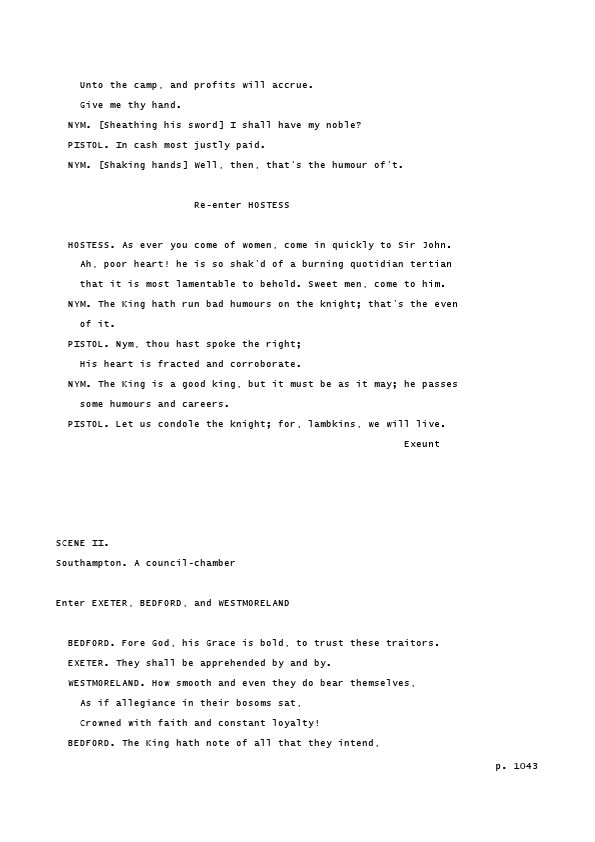 Unto the camp, and profits will accrue.
Give me thy hand.
NYM. [Sheathing his sword] I shall have my noble?
PISTOL. In cash most justly paid.
NYM. [Shaking hands] Well, then, that's the humour of't.
Re-enter HOSTESS
HOSTESS. As ever you come of women, come in quickly to Sir John.
Ah, poor heart! he is so shak'd of a burning quotidian tertian
that it is most lamentable to behold. Sweet men, come to him.
NYM. The King hath run bad humours on the knight; that's the even
of it.
PISTOL. Nym, thou hast spoke the right;
His heart is fracted and corroborate.
NYM. The King is a good king, but it must be as it may; he passes
some humours and careers.
PISTOL. Let us condole the knight; for, lambkins, we will live.
Exeunt
SCENE II.
Southampton. A council-chamber
Enter EXETER, BEDFORD, and WESTMORELAND
BEDFORD. Fore God, his Grace is bold, to trust these traitors.
EXETER. They shall be apprehended by and by.
WESTMORELAND. How smooth and even they do bear themselves,
As if allegiance in their bosoms sat,
Crowned with faith and constant loyalty!
BEDFORD. The King hath note of all that they intend,
p. 1043